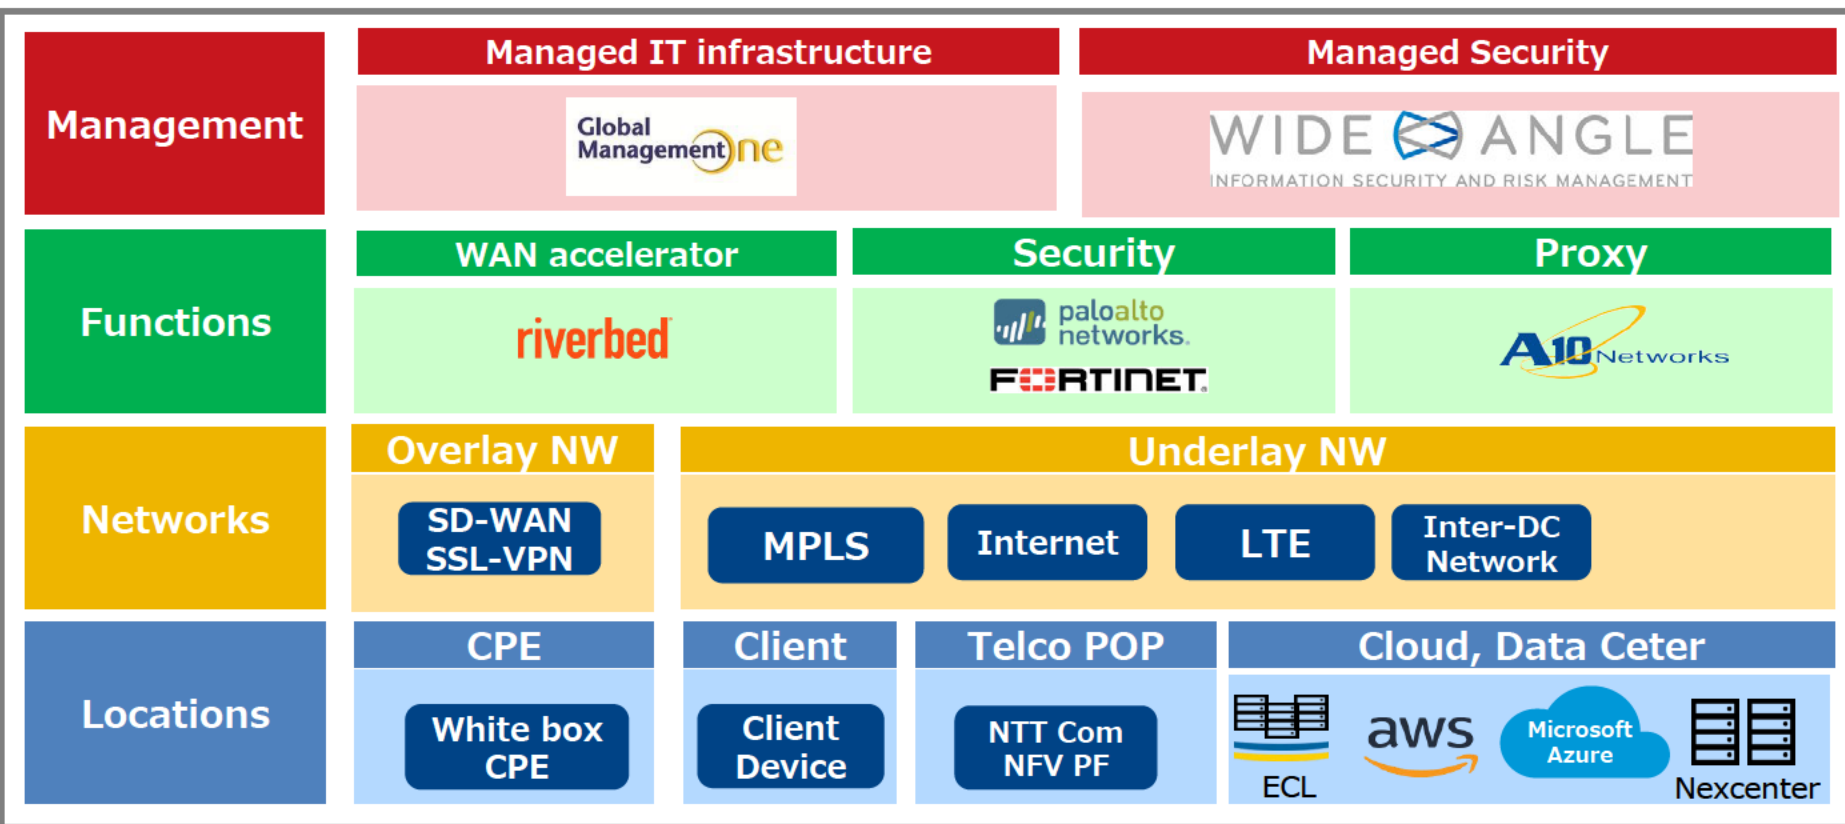 Management
Managed IT infrastructure
Managed Security
Global
Management One
WIDE ANGLE
INFORMATION SECURITY AND RISK MANAGEMENT
Functions
WAN accelerator
Security
Proxy
riverbed
paloalto
networks.
FORTINET.
A10 Networks
Networks
Overlay NW
Underlay NW
SD-WAN
SSL-VPN
MPLS
Internet
LTE
Inter-DC
Network
Locations
CPE
Client
Telco POP
Cloud, Data Ceter
White box
CPE
Client
Device
NTT Com
NFV PF
ECL
aws
Microsoft
Azure
Nexcenter